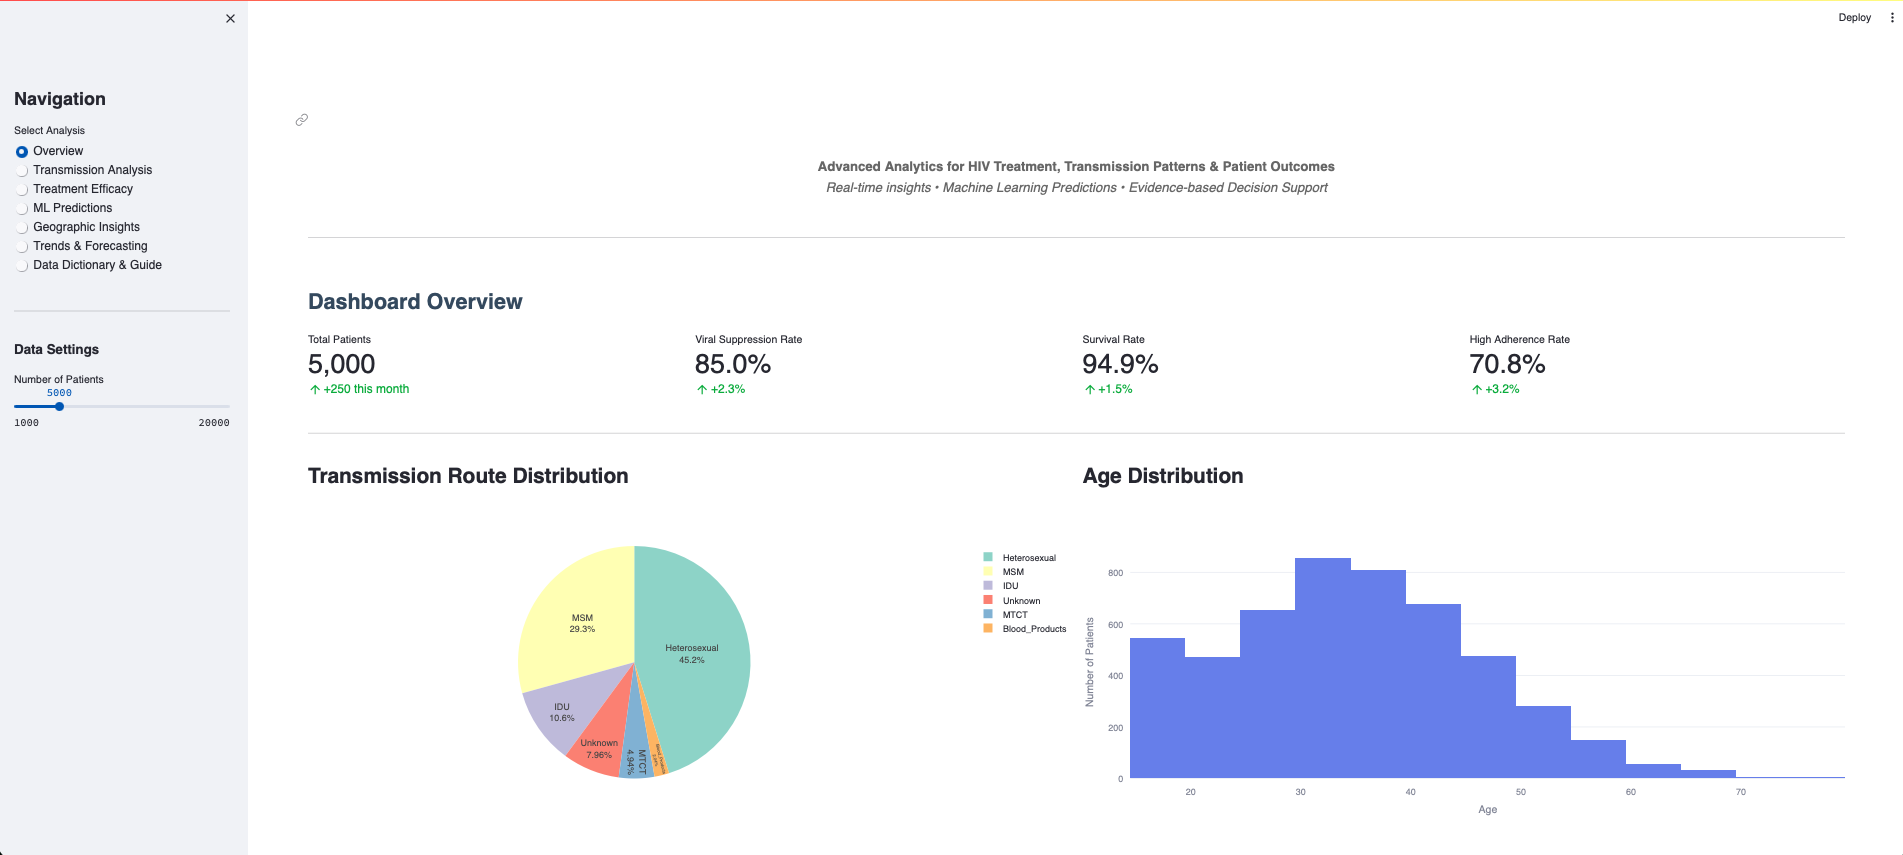 Deploy
Navigation
Select Analysis
Overview
Transmission Analysis
Treatment Efficacy
ML Predictions
Geographic Insights
Trends & Forecasting
Data Dictionary & Guide
Data Settings
Number of Patients
5000
1000 20000
Advanced Analytics for HIV Treatment, Transmission Patterns & Patient Outcomes
Real-time insights • Machine Learning Predictions • Evidence-based Decision Support
Dashboard Overview
Total Patients
5,000
↑ +250 this month
Viral Suppression Rate
85.0%
↑ +2.3%
Survival Rate
94.9%
↑ +1.5%
High Adherence Rate
70.8%
↑ +3.2%
Transmission Route Distribution
MSM
29.3%
Heterosexual
45.2%
IDU
10.6%
Unknown
7.96%
MTCT
4.94%
Heterosexual
MSM
IDU
Unknown
MTCT
Blood_Products
Age Distribution
Number of Patients
800
600
400
200
0
20 30 40 50 60 70
Age